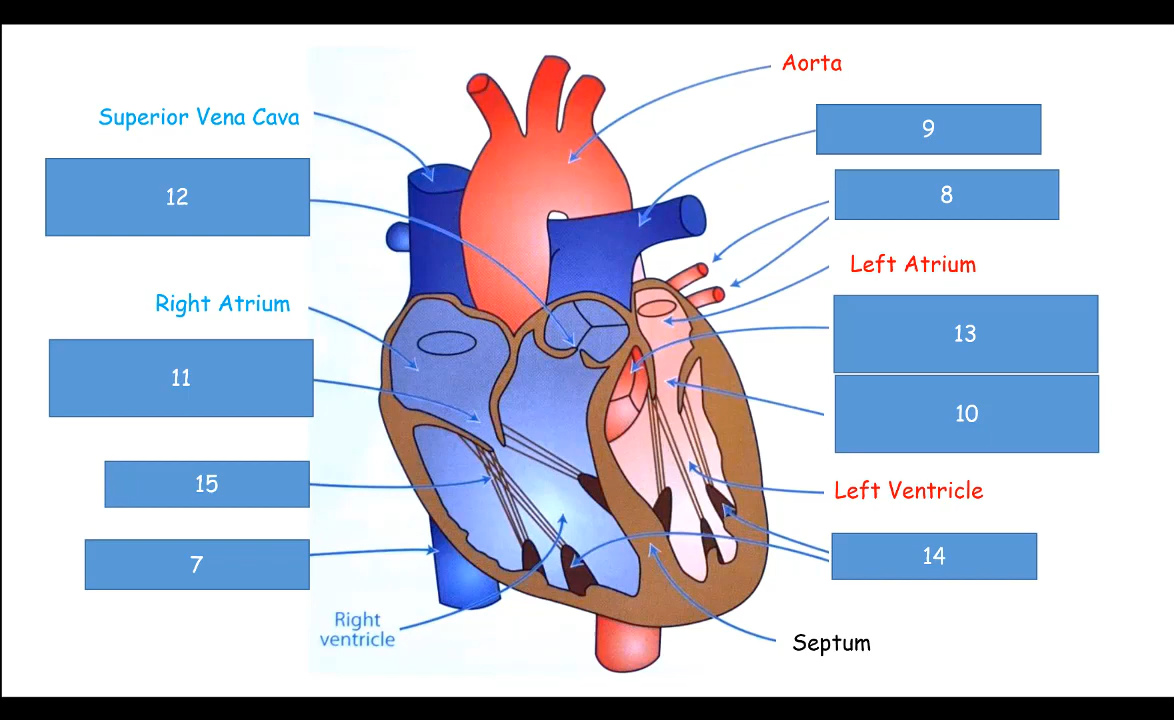 Aorta
Superior Vena Cava
9
12
8
Left Atrium
Right Atrium
13
11
10
15
Left Ventricle
14
7
Right
ventricle
Septum